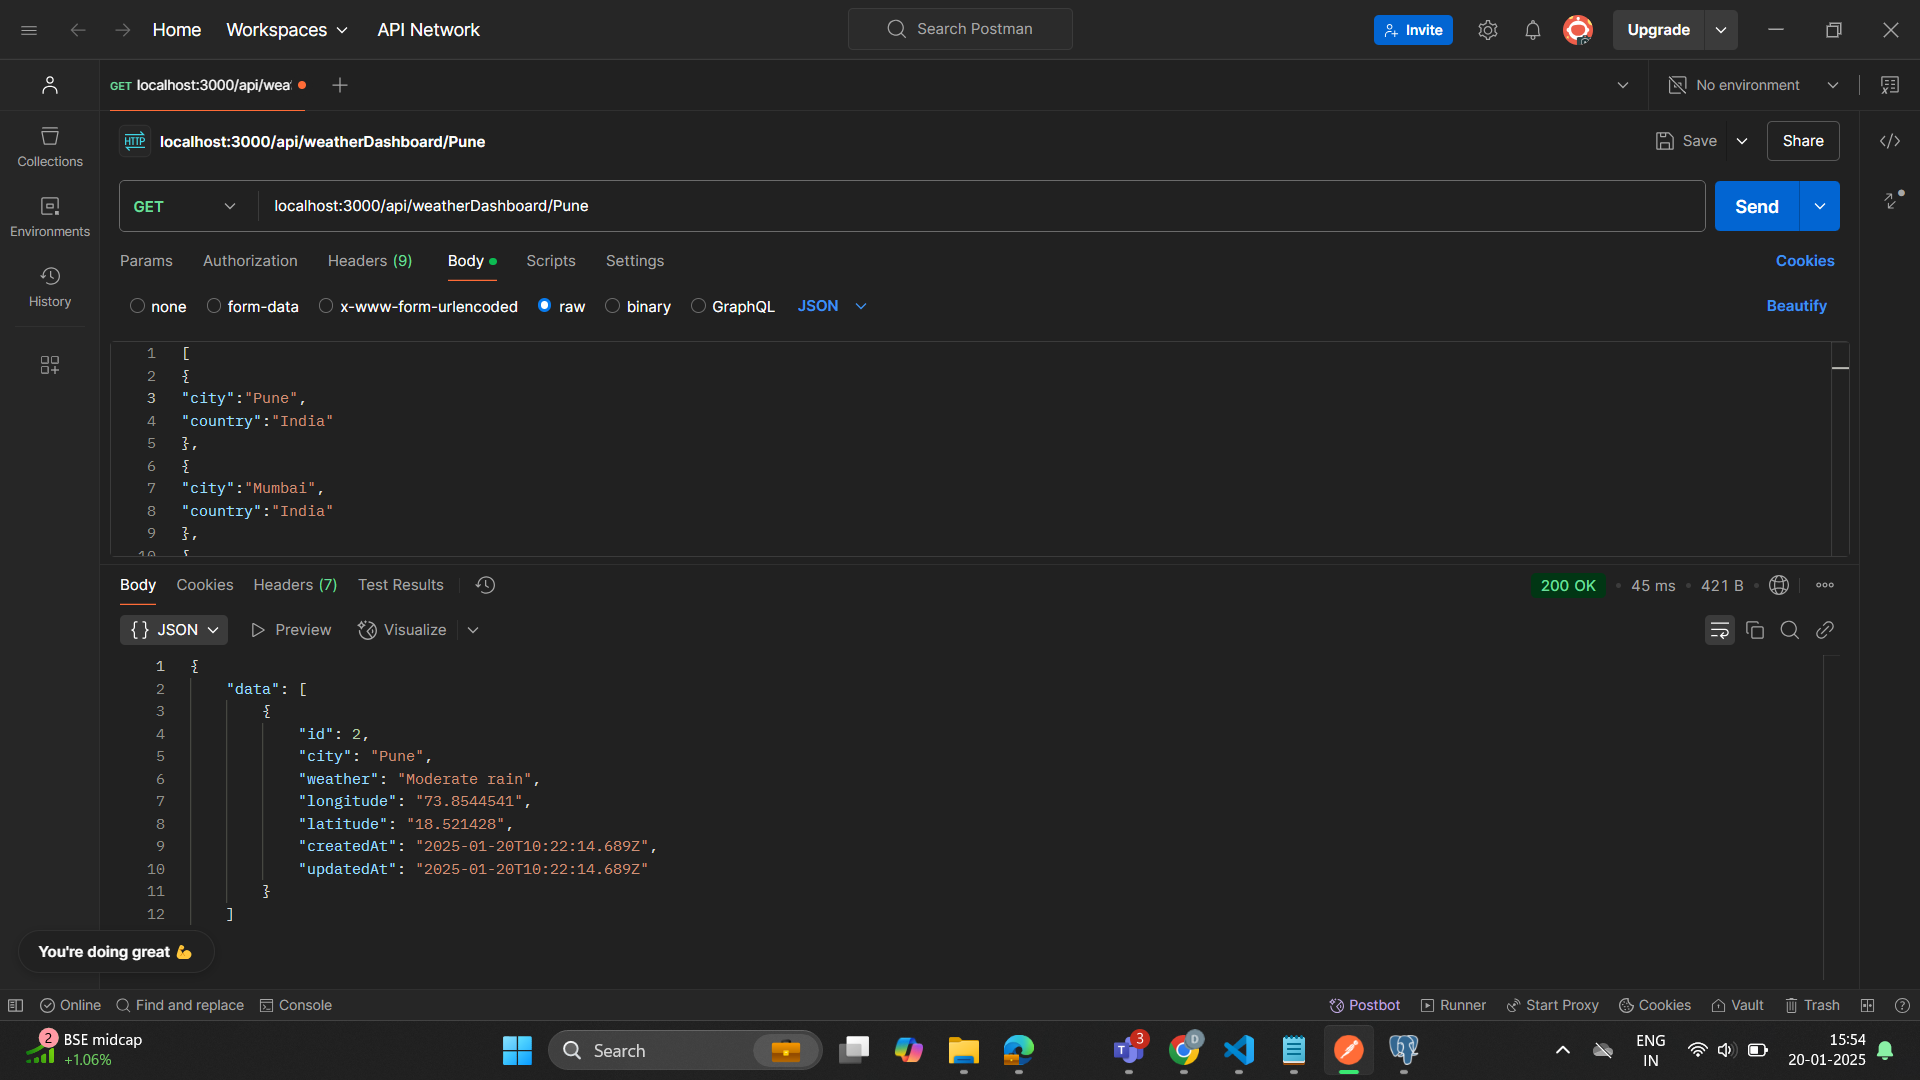 Home Workspaces API Network Search Postman Invite Upgrade
GET localhost:3000/api/wea No environment
HTTP localhost:3000/api/weatherDashboard/Pune Save Share
Collections
GET localhost:3000/api/weatherDashboard/Pune Send
Environments
Params Authorization Headers (9) Body Scripts Settings Cookies
History
none form-data x-www-form-urlencoded raw binary GraphQL JSON Beautify
1 [
2 {
3 "city":"Pune",
4 "country":"India"
5 },
6 {
7 "city":"Mumbai",
8 "country":"India"
9 },
10 {
Body Cookies Headers (7) Test Results 200 OK 45 ms 421 B
{} JSON Preview Visualize
1 {
2 "data": [
3 {
4 "id": 2,
5 "city": "Pune",
6 "weather": "Moderate rain",
7 "longitude": "73.8544541",
8 "latitude": "18.521428",
9 "createdAt": "2025-01-20T10:22:14.689Z",
10 "updatedAt": "2025-01-20T10:22:14.689Z"
11 }
12 ]
You're doing great 💪
Online Find and replace Console Postbot Runner Start Proxy Cookies Vault Trash
2 BSE midcap
+1.06%
Search
3
D
ENG
IN
15:54
20-01-2025